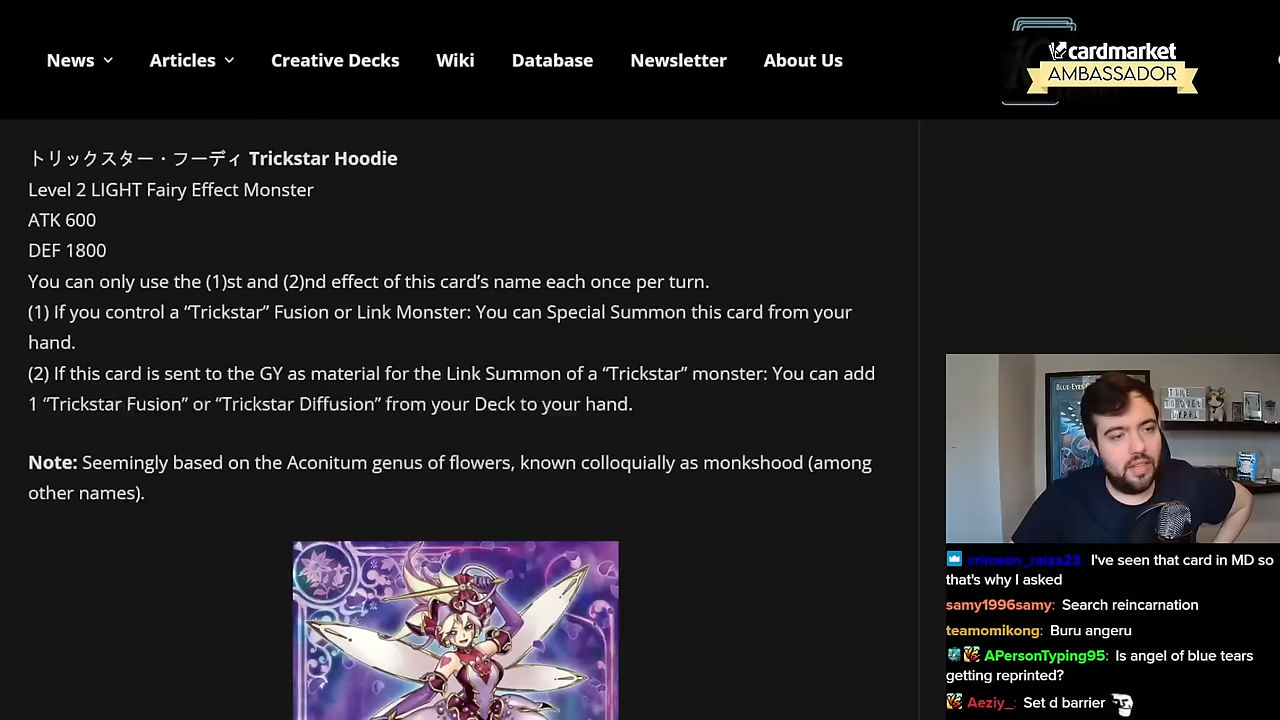 News
Articles
Creative Decks
Wiki
Database
Newsletter
About Us
cardmarket
AMBASSADOR
トリックスター・フーディ Trickstar Hoodie
Level 2 LIGHT Fairy Effect Monster
ATK 600
DEF 1800
You can only use the (1)st and (2)nd effect of this card’s name each once per turn.
(1) If you control a “Trickstar” Fusion or Link Monster: You can Special Summon this card from your
hand.
(2) If this card is sent to the GY as material for the Link Summon of a “Trickstar” monster: You can add
1 “Trickstar Fusion” or “Trickstar Diffusion” from your Deck to your hand.
Note: Seemingly based on the Aconitum genus of flowers, known colloquially as monkshood (among
other names).
BLUE-EYES
TIME
TO DUEL
crimson_raiza23 I've seen that card in MD so
that's why I asked
samy1996samy: Search reincarnation
teamomikong: Buru angeru
APersonTyping95: Is angel of blue tears
getting reprinted?
Aeziy_: Set d barrier